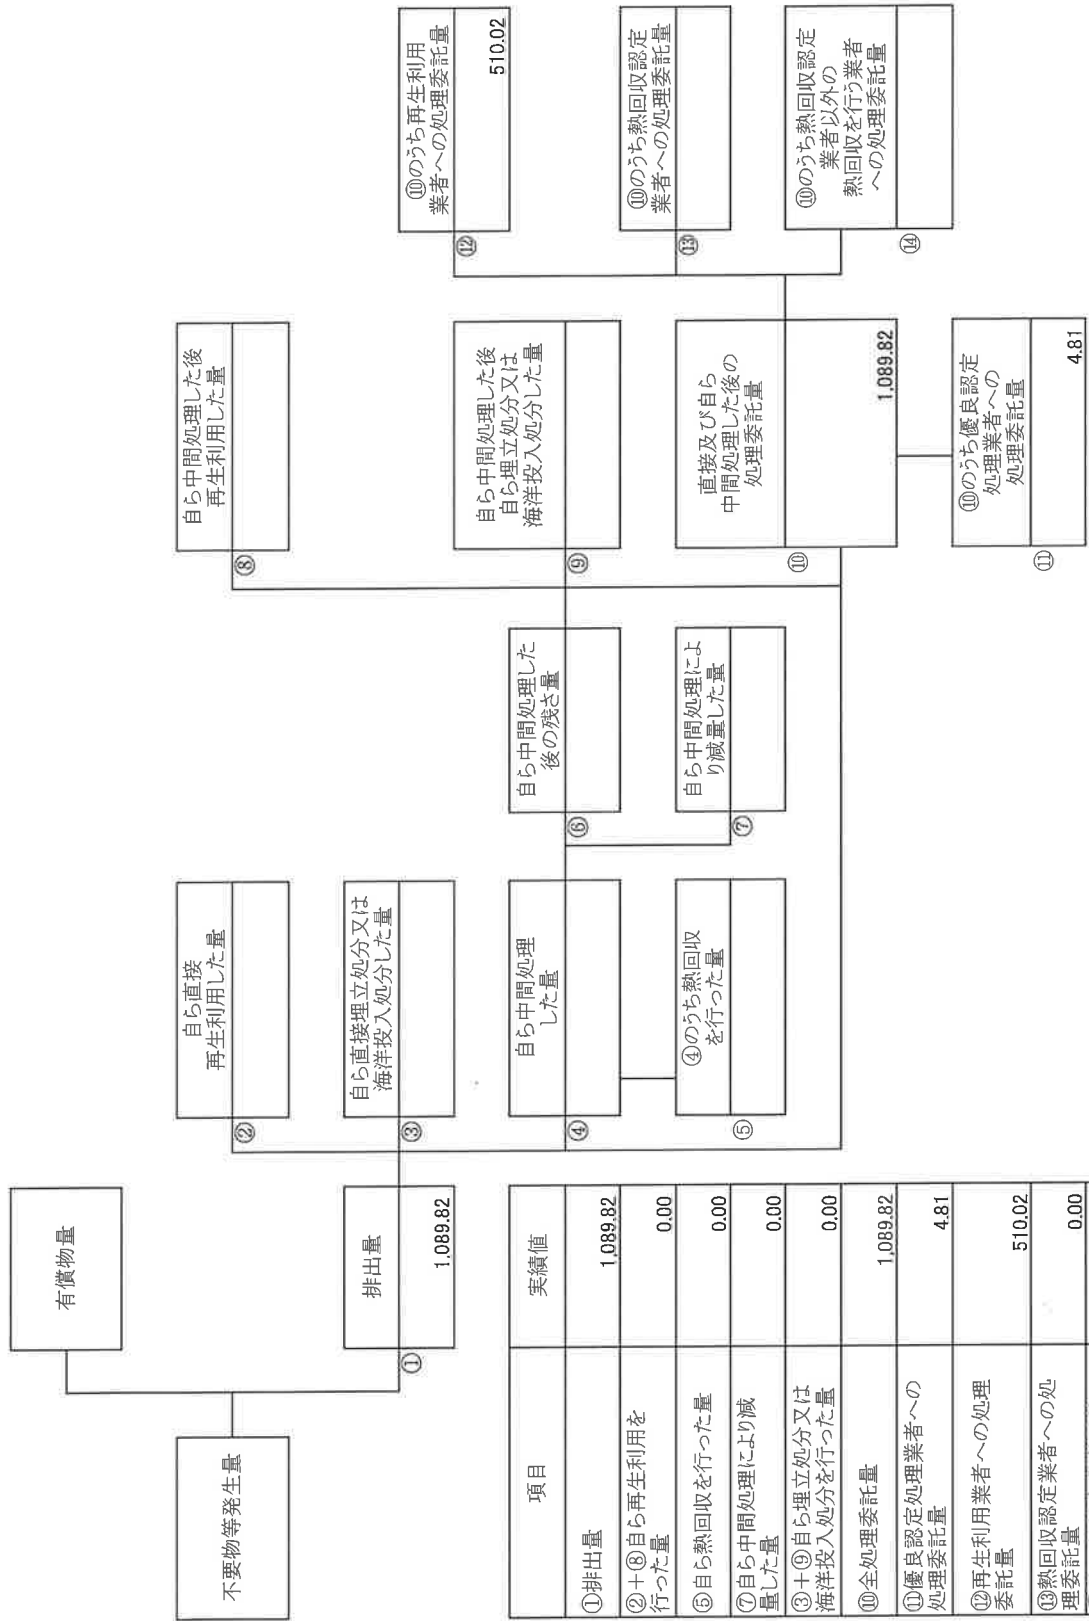 不要物等発生量
有償物量
①
排出量
1,089.82
②
自ら直接
再生利用した量
③
自ら直接埋立処分又は
海洋投入処分した量
④
自ら中間処理
した量
⑤
④のうち熱回収
を行った量
⑥
自ら中間処理した
後の残さ量
⑦
自ら中間処理によ
り減量した量
⑧
自ら中間処理した後
再生利用した量
⑨
自ら中間処理した後
自ら埋立処分又は
海洋投入処分した量
⑩
直接及び自ら
中間処理した後の
処理委託量
1,089.82
⑪
⑩のうち優良認定
処理業者への
処理委託量
4.81
⑫
⑩のうち再生利用
業者への処理委託量
510.02
⑬
⑩のうち熱回収認定
業者への処理委託量
⑭
⑩のうち熱回収認定
業者以外の
熱回収を行う業者
への処理委託量
項目 実績値
①排出量 1,089.82
②+⑧自ら再生利用を
行った量 0.00
⑤自ら熱回収を行った量 0.00
⑦自ら中間処理により減
量した量 0.00
③+⑨自ら埋立処分又は
海洋投入処分を行った量 0.00
⑩全処理委託量 1,089.82
⑪優良認定処理業者への
処理委託量 4.81
⑫再生利用業者への処理
委託量 510.02
⑬熱回収認定業者への処
理委託量 0.00